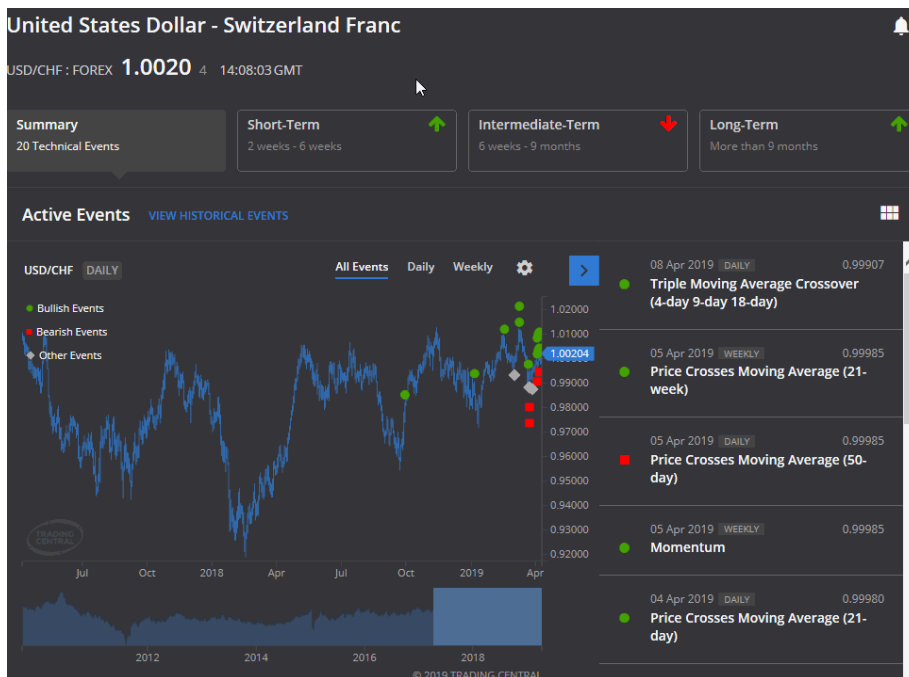 United States Dollar - Switzerland Franc
USD/CHF : FOREX 1.0020 4 14:08:03 GMT
Summary
20 Technical Events
Short-Term
2 weeks - 6 weeks
Intermediate-Term
6 weeks - 9 months
Long-Term
More than 9 months
Active Events VIEW HISTORICAL EVENTS
USD/CHF DAILY
All Events Daily Weekly
Bullish Events
Bearish Events
Other Events
1.02000
1.01000
1.00204
0.99000
0.98000
0.97000
0.96000
0.95000
0.94000
0.93000
0.92000
TRADING
CENTRAL
Jul Oct 2018 Apr Jul Oct 2019 Apr
2012 2014 2016 2018
© 2019 TRADING CENTRAL
08 Apr 2019 DAILY 0.99907
Triple Moving Average Crossover
(4-day 9-day 18-day)
05 Apr 2019 WEEKLY 0.99985
Price Crosses Moving Average (21-
week)
05 Apr 2019 DAILY 0.99985
Price Crosses Moving Average (50-
day)
05 Apr 2019 WEEKLY 0.99985
Momentum
04 Apr 2019 DAILY 0.99980
Price Crosses Moving Average (21-
day)